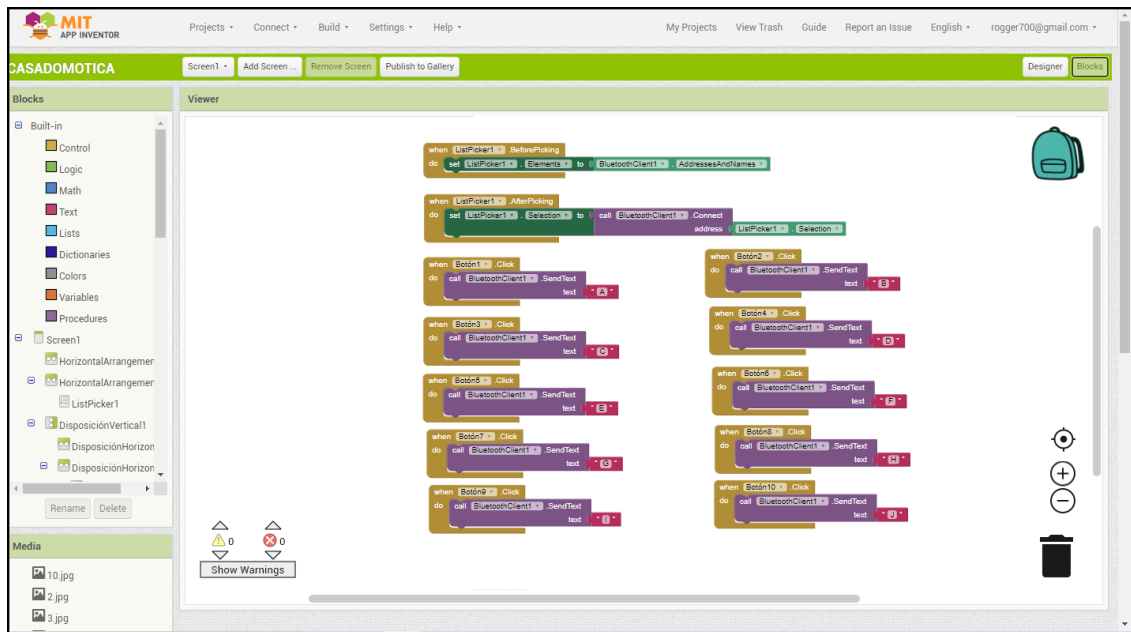 MIT
APP INVENTOR
Projects Connect Build Settings Help My Projects View Trash Guide Report an Issue English rogger700@gmail.com
CASADOMOTICA
Screen1 Add Screen ... Remove Screen Publish to Gallery Designer Blocks
Blocks
Viewer
Built-in
Control
Logic
Math
Text
Lists
Dictionaries
Colors
Variables
Procedures
Screen1
HorizontalArrangemer
HorizontalArrangemer
ListPicker1
DisposiciónVertical1
DisposiciónHorizon
DisposiciónHorizon
Rename Delete
Media
10.jpg
2.jpg
3.jpg
when ListPicker1 .BeforePicking
do set ListPicker1 . Elements to BluetoothClient1 . AddressesAndNames
when ListPicker1 .AfterPicking
do set ListPicker1 . Selection to call BluetoothClient1 .Connect
address ListPicker1 . Selection
when Botón1 .Click
do call BluetoothClient1 .SendText
text " A "
when Botón2 .Click
do call BluetoothClient1 .SendText
text " B "
when Botón3 .Click
do call BluetoothClient1 .SendText
text " C "
when Botón4 .Click
do call BluetoothClient1 .SendText
text " D "
when Botón5 .Click
do call BluetoothClient1 .SendText
text " E "
when Botón6 .Click
do call BluetoothClient1 .SendText
text " F "
when Botón7 .Click
do call BluetoothClient1 .SendText
text " G "
when Botón8 .Click
do call BluetoothClient1 .SendText
text " H "
when Botón9 .Click
do call BluetoothClient1 .SendText
text " I "
when Botón10 .Click
do call BluetoothClient1 .SendText
text " J "
0 0
Show Warnings